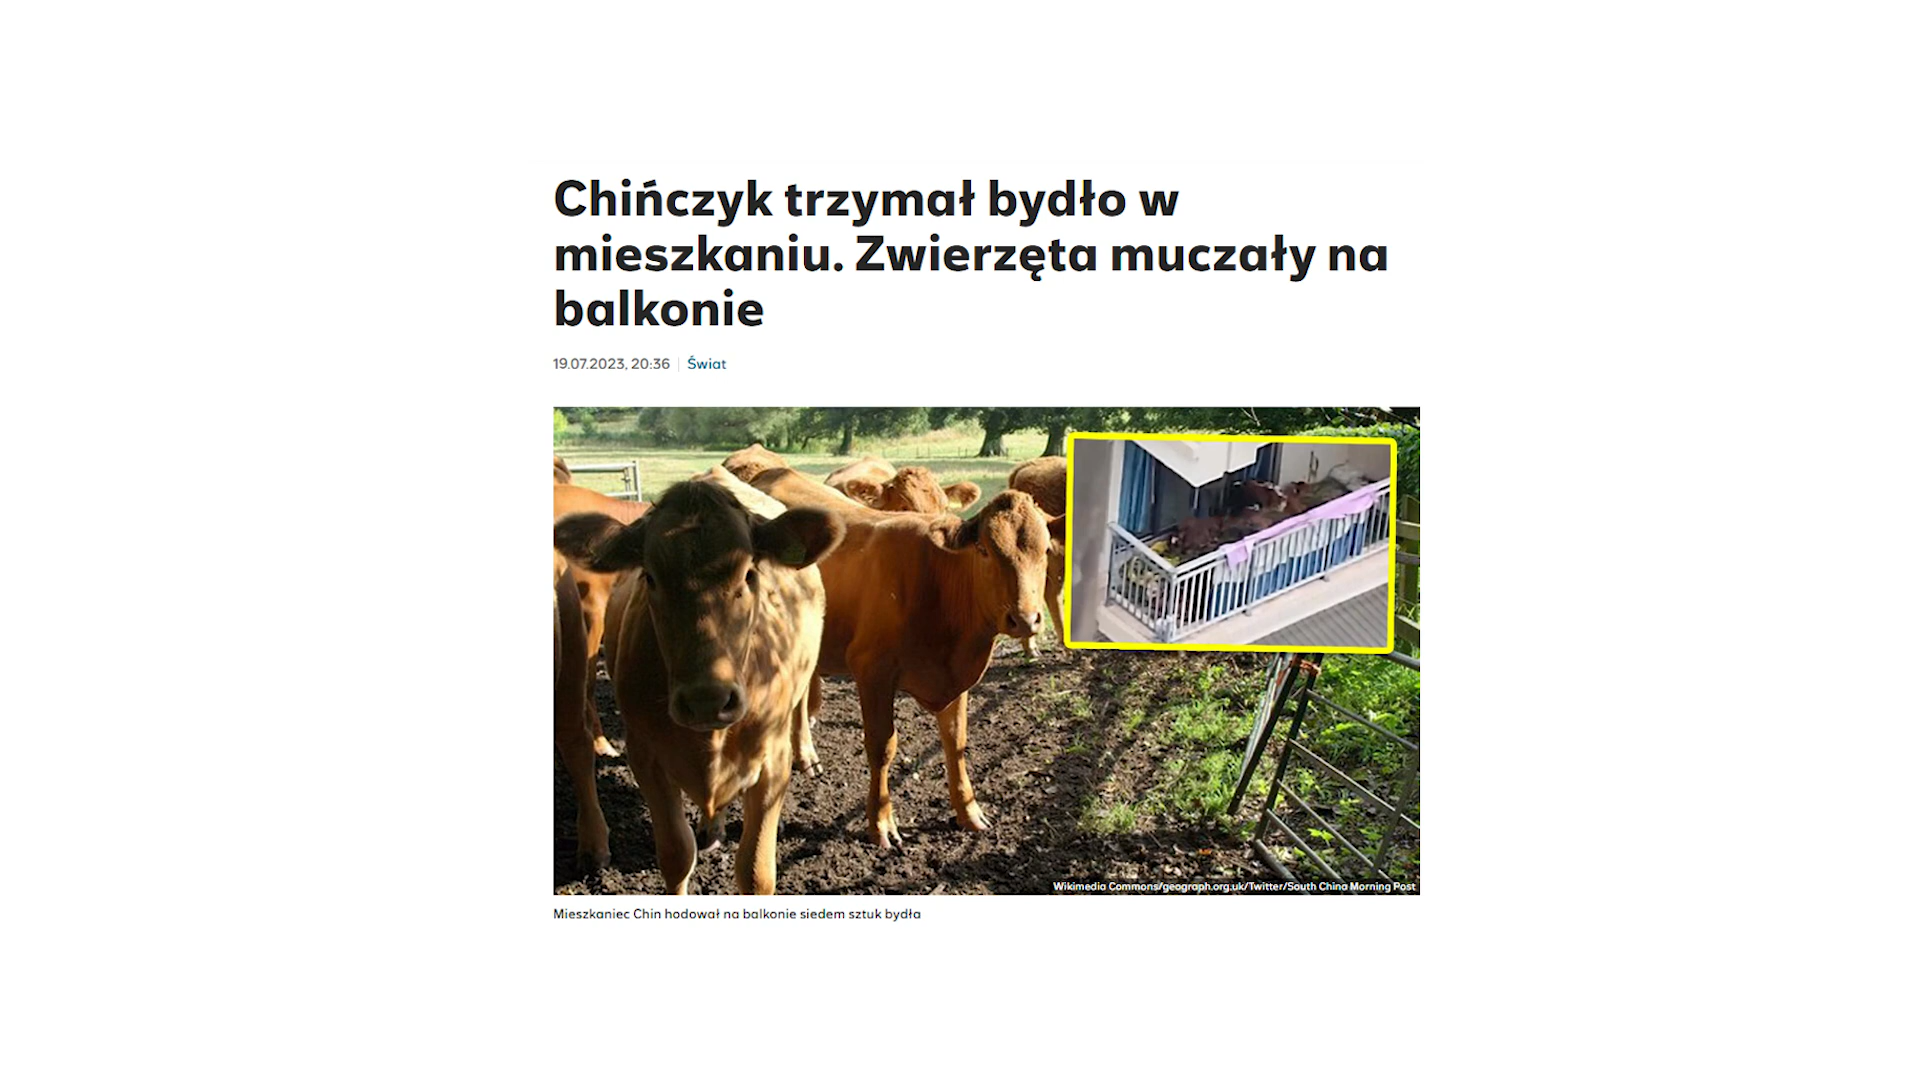 Chińczyk trzymał bydło w
mieszkaniu. Zwierzęta muczały na
balkonie
19.07.2023, 20:36 | Świat
Wikimedia Commons/geograph.org.uk/Twitter/South China Morning Post
Mieszkaniec Chin hodował na balkonie siedem sztuk bydła